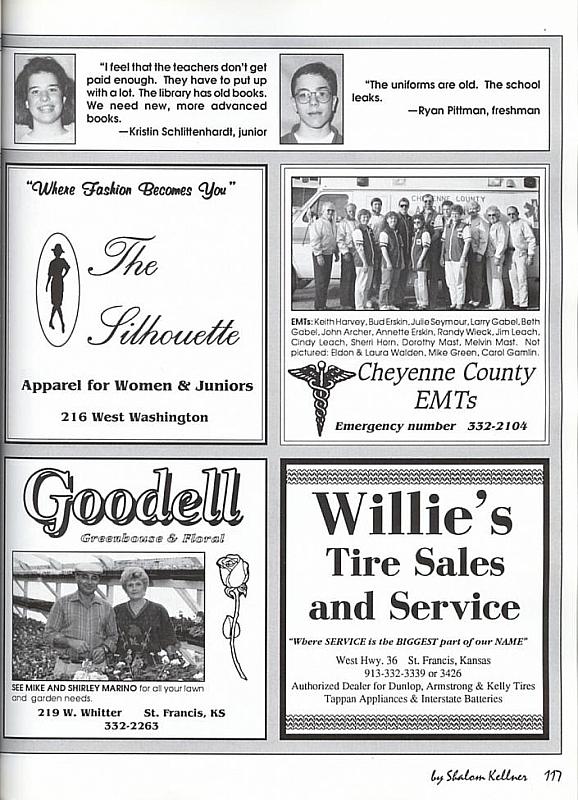 "I feel that the teachers don't get
paid enough. They have to put up
with a lot. The library has old books.
We need new, more advanced
books.
—Kristin Schlittenhardt, junior
"The uniforms are old. The school
leaks.
—Ryan Pittman, freshman
"Where Fashion Becomes You"
The
Silhouette
Apparel for Women & Juniors
216 West Washington
CHEYENNE COUNTY
EMTs: Keith Harvey, Bud Erskin, Julie Seymour, Larry Gabel, Beth
Gabel, John Archer, Annette Erskin, Randy Wieck, Jim Leach,
Cindy Leach, Sherri Horn, Dorothy Mast, Melvin Mast. Not
pictured: Eldon & Laura Walden, Mike Green, Carol Gamlin.
Cheyenne County
EMTs
Emergency number 332-2104
Goodell
Greenhouse & Floral
SEE MIKE AND SHIRLEY MARINO for all your lawn
and garden needs.
219 W. Whitter St. Francis, KS
332-2263
Willie's
Tire Sales
and Service
"Where SERVICE is the BIGGEST part of our NAME"
West Hwy. 36 St. Francis, Kansas
913-332-3339 or 3426
Authorized Dealer for Dunlop, Armstrong & Kelly Tires
Tappan Appliances & Interstate Batteries
by Shalom Kellner 117